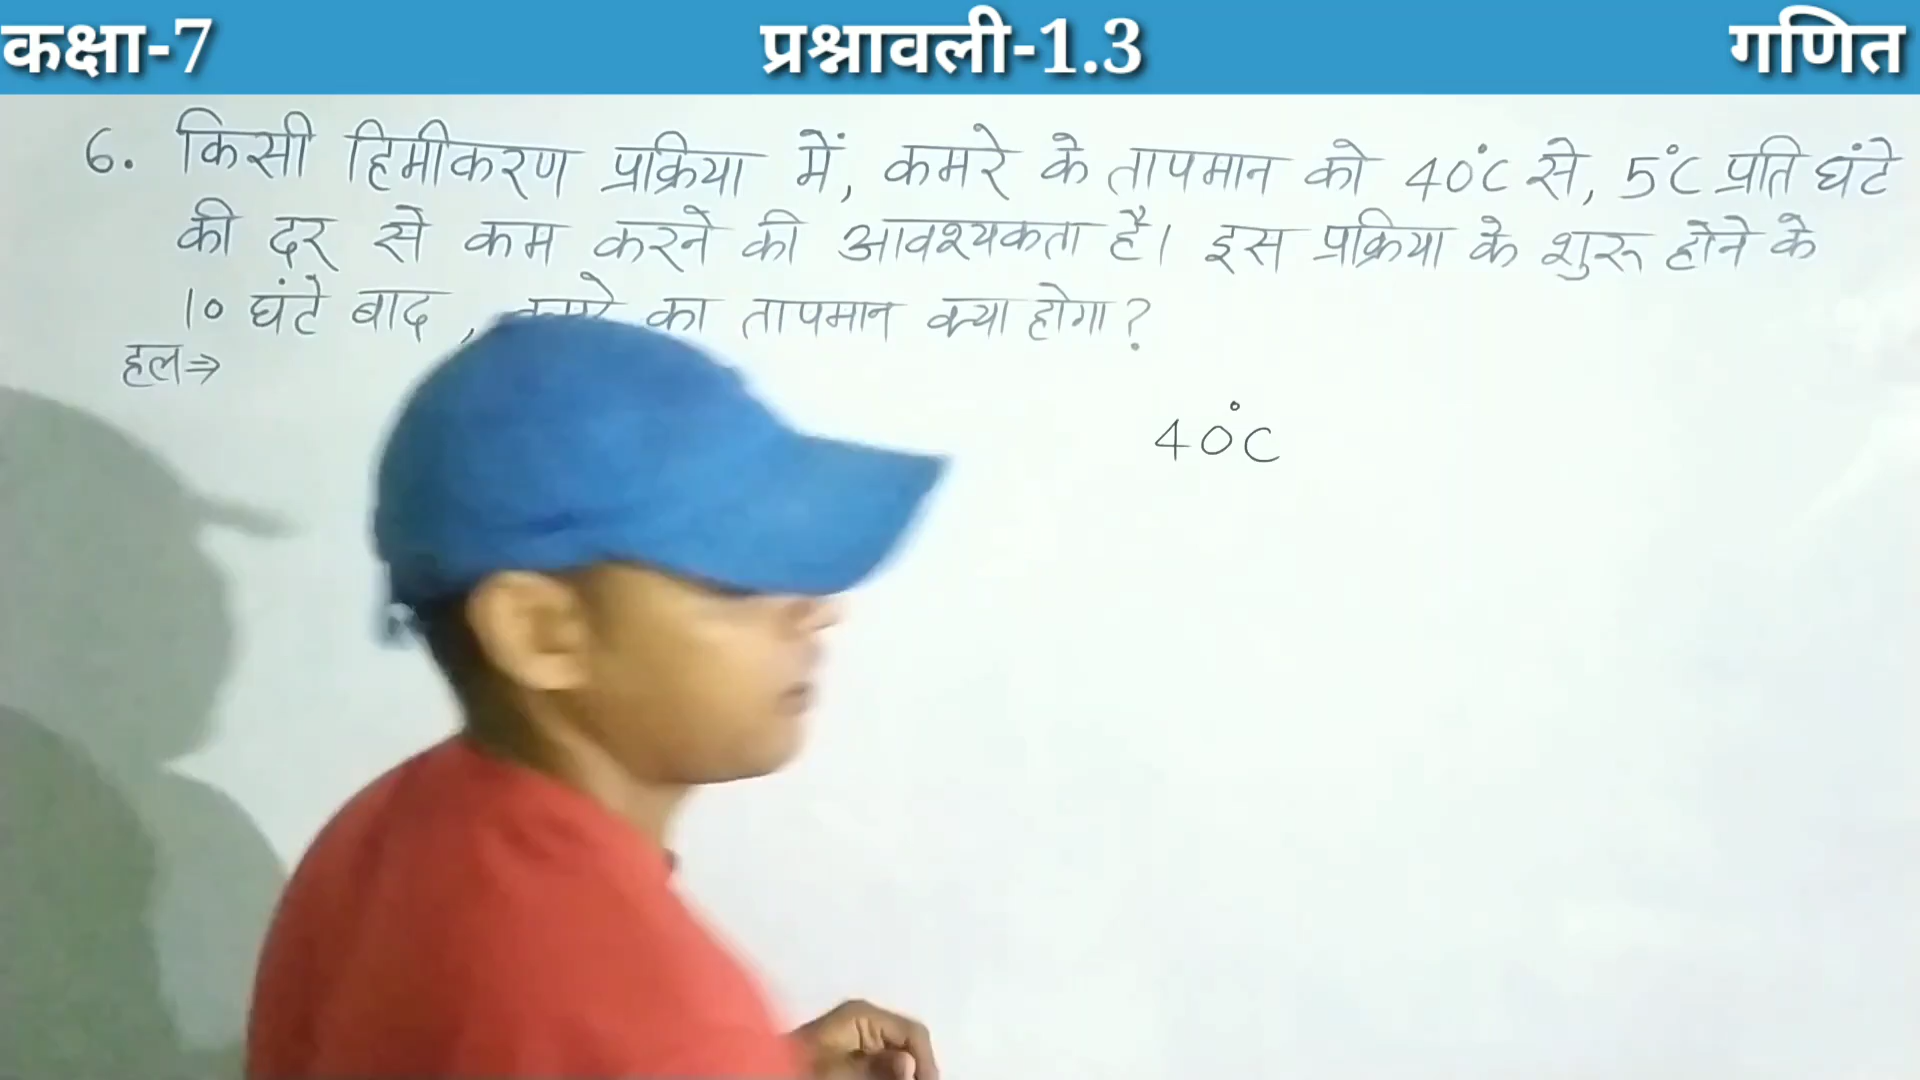 कक्षा-7 प्रश्नावली-1.3 गणित
6. किसी हिमीकरण प्रक्रिया में, कमरे के तापमान को 40°C से, 5°C प्रति घंटे
की दर से कम करने की आवश्यकता है। इस प्रक्रिया के शुरू होने के
10 घंटे बाद, का तापमान क्या होगा?
हल⇒
40°C